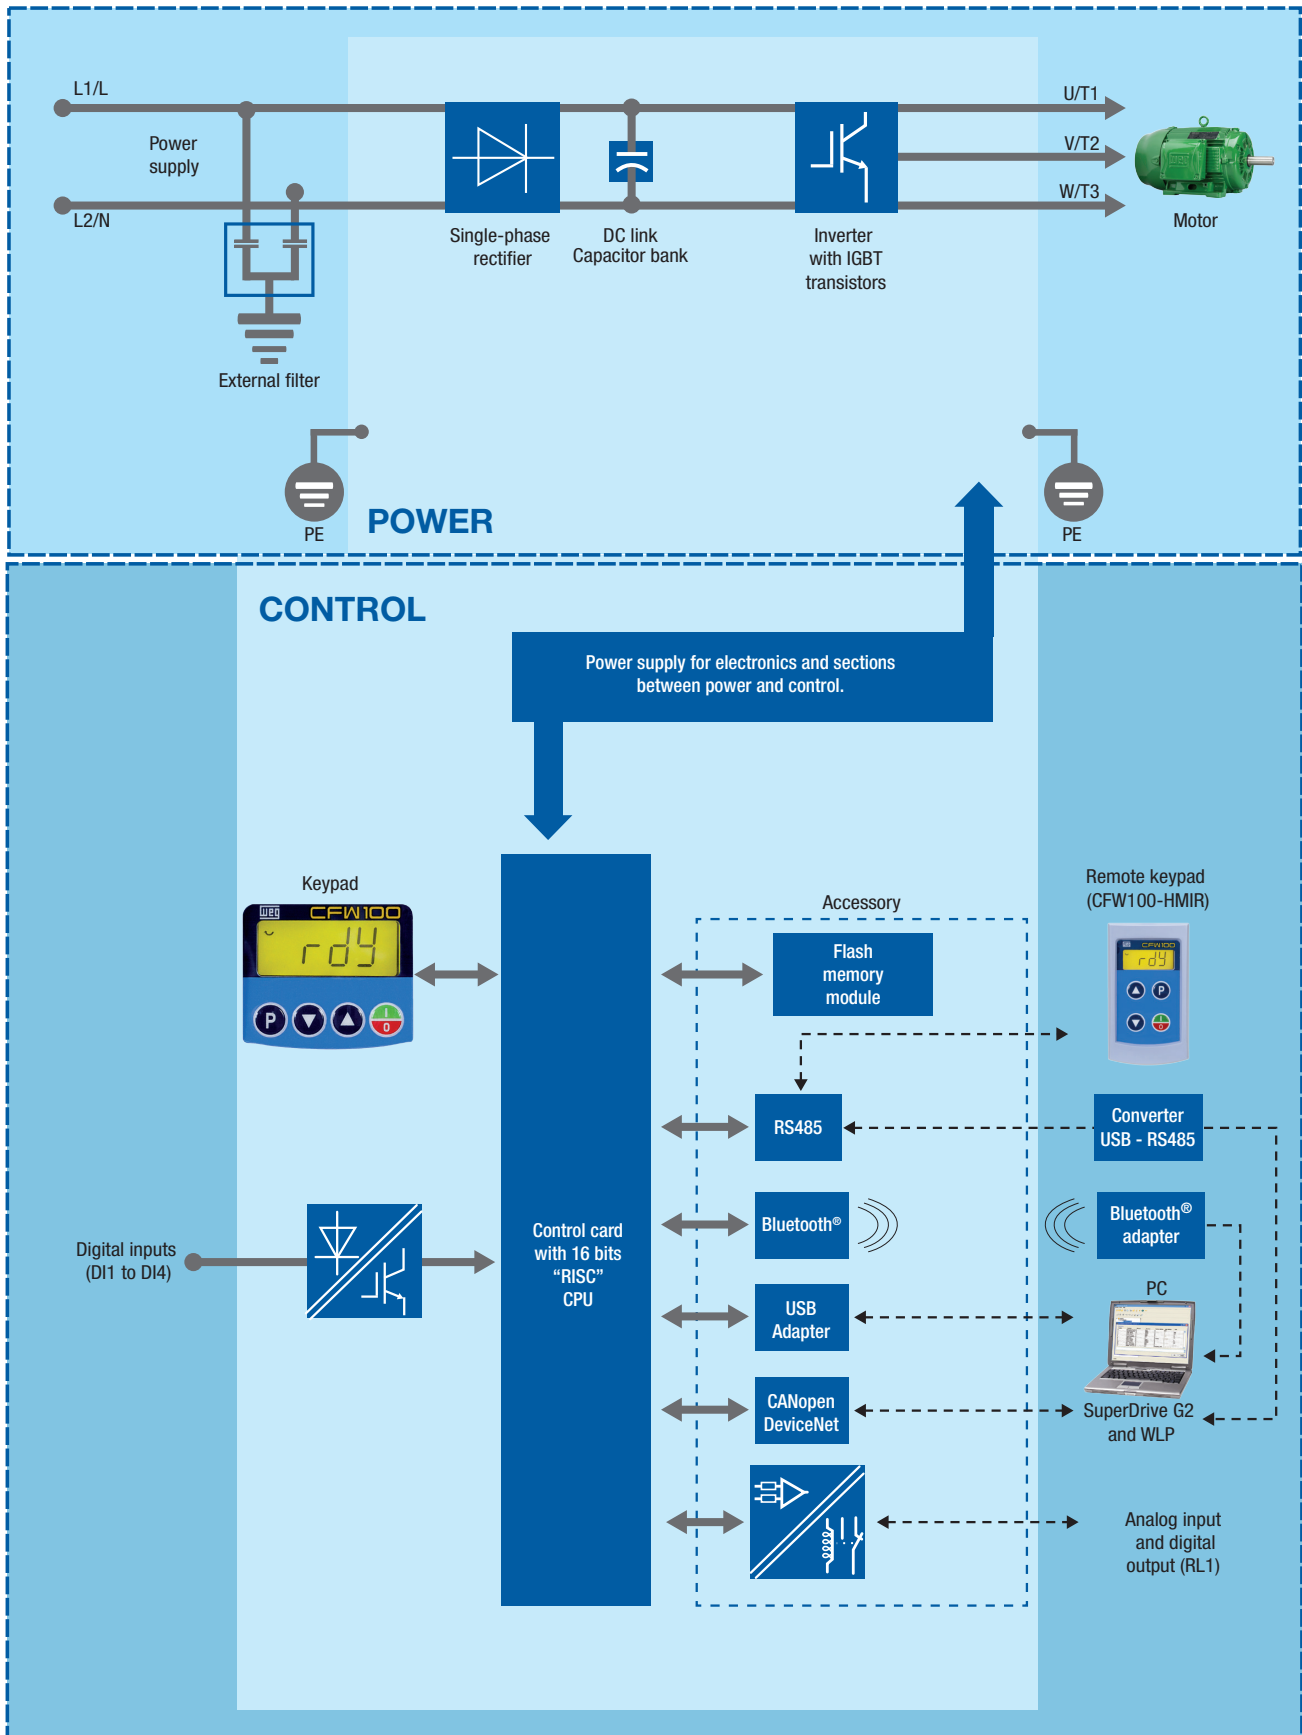 L1/L
Power
supply
L2/N
Single-phase
rectifier
DC link
Capacitor bank
Inverter
with IGBT
transistors
U/T1
V/T2
W/T3
Motor
External filter
PE
POWER
PE
CONTROL
Power supply for electronics and sections
between power and control.
Keypad
WEG
CFW100
rdy
P
I
0
Digital inputs
(DI1 to DI4)
Control card
with 16 bits
“RISC”
CPU
Accessory
Flash
memory
module
RS485
Bluetooth®
USB
Adapter
CANopen
DeviceNet
Remote keypad
(CFW100-HMIR)
CFW100
rdy
P
Converter
USB - RS485
Bluetooth®
adapter
PC
SuperDrive G2
and WLP
Analog input
and digital
output (RL1)